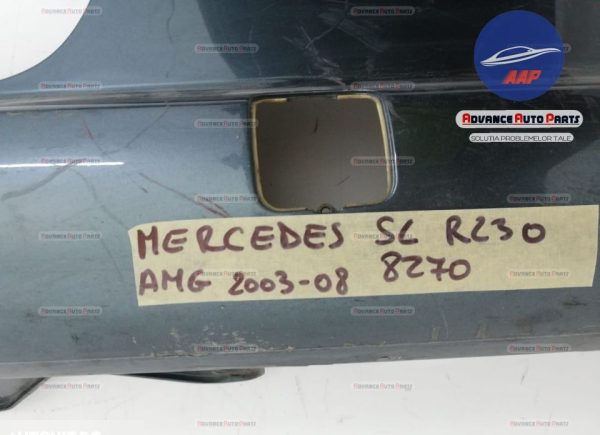 AAP
ADVANCE AUTO PARTS
SOLUTIA PROBLEMELOR TALE
MERCEDES SL R230
AMG 2003-08 8270